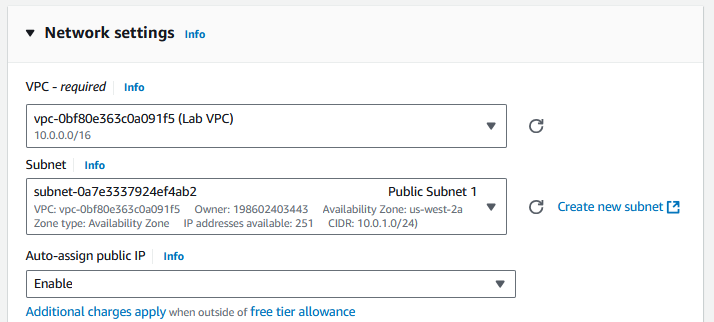 Network settings Info
VPC - required Info
vpc-0bf80e363c0a091f5 (Lab VPC)
10.0.0.0/16
Subnet Info
subnet-0a7e3337924ef4ab2 Public Subnet 1
VPC: vpc-0bf80e363c0a091f5 Owner: 198602403443 Availability Zone: us-west-2a
Zone type: Availability Zone IP addresses available: 251 CIDR: 10.0.1.0/24)
Create new subnet
Auto-assign public IP Info
Enable
Additional charges apply when outside of free tier allowance